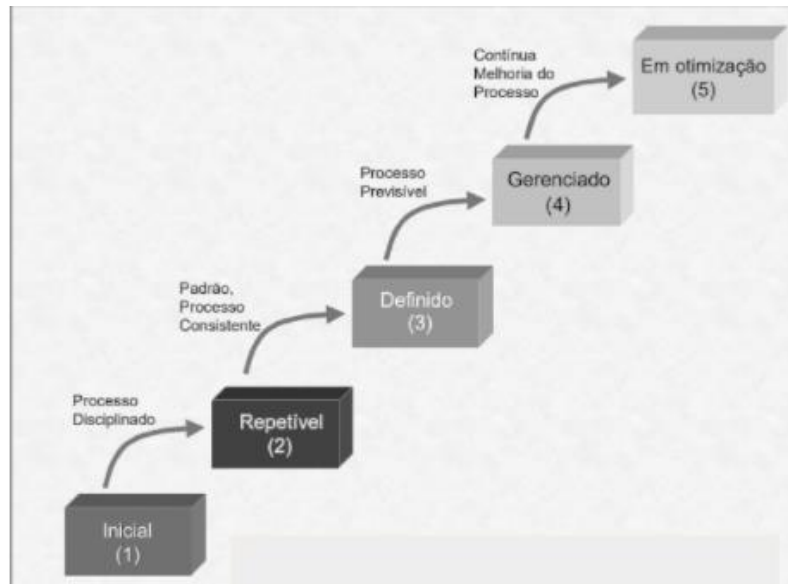 Contínua
Melhoria do
Processo
Em otimização
(5)
Processo
Previsível
Gerenciado
(4)
Padrão,
Processo
Consistente
Definido
(3)
Processo
Disciplinado
Repetível
(2)
Inicial
(1)